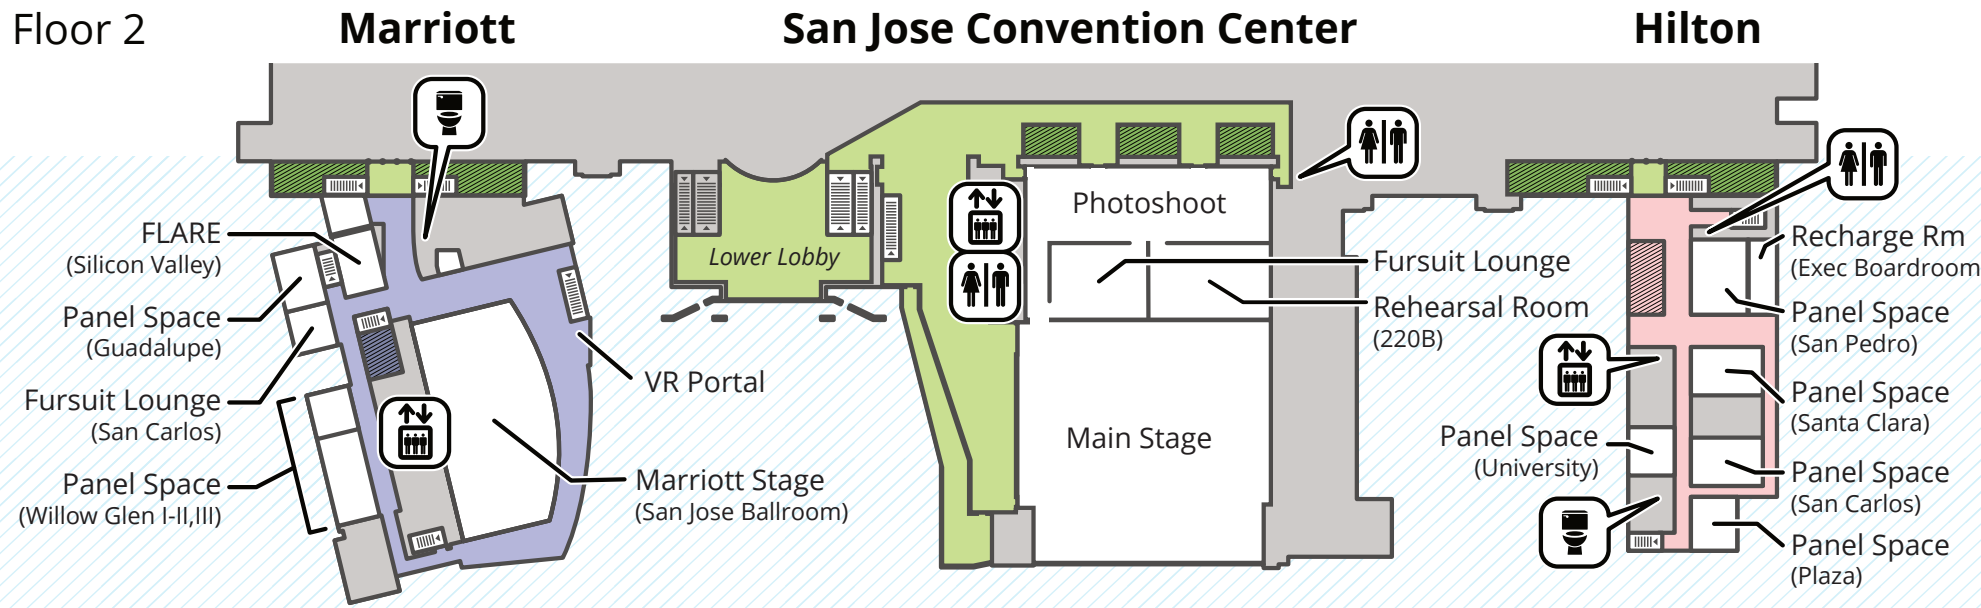 Floor 2
Marriott
San Jose Convention Center
Hilton
FLARE
(Silicon Valley)
Panel Space
(Guadalupe)
Fursuit Lounge
(San Carlos)
Panel Space
(Willow Glen I-II,III)
VR Portal
Marriott Stage
(San Jose Ballroom)
Lower Lobby
Photoshoot
Fursuit Lounge
Rehearsal Room
(220B)
Main Stage
Recharge Rm
(Exec Boardroom
Panel Space
(San Pedro)
Panel Space
(Santa Clara)
Panel Space
(University)
Panel Space
(San Carlos)
Panel Space
(Plaza)